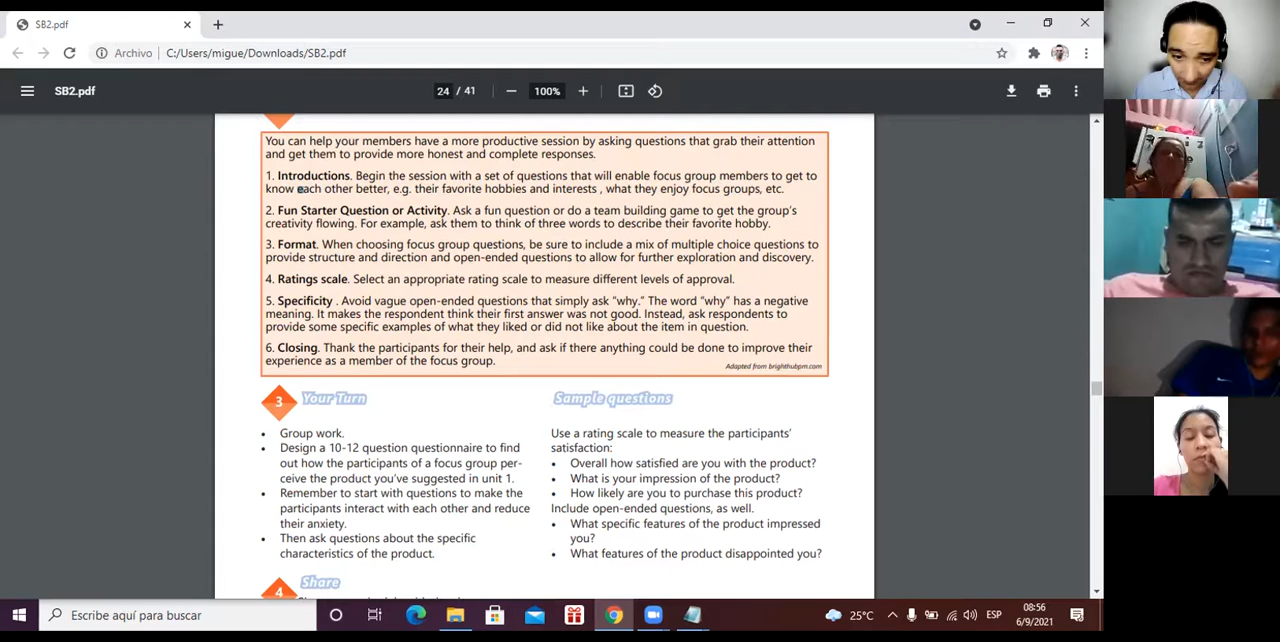 SB2.pdf
Archivo
C:/Users/migue/Downloads/SB2.pdf
SB2.pdf
24 / 41
100%
You can help your members have a more productive session by asking questions that grab their attention
and get them to provide more honest and complete responses.
1. Introductions. Begin the session with a set of questions that will enable focus group members to get to
know each other better, e.g. their favorite hobbies and interests , what they enjoy focus groups, etc.
2. Fun Starter Question or Activity. Ask a fun question or do a team building game to get the group's
creativity flowing. For example, ask them to think of three words to describe their favorite hobby.
3. Format. When choosing focus group questions, be sure to include a mix of multiple choice questions to
provide structure and direction and open-ended questions to allow for further exploration and discovery.
4. Ratings scale. Select an appropriate rating scale to measure different levels of approval.
5. Specificity . Avoid vague open-ended questions that simply ask “why.” The word “why” has a negative
meaning. It makes the respondent think their first answer was not good. Instead, ask respondents to
provide some specific examples of what they liked or did not like about the item in question.
6. Closing. Thank the participants for their help, and ask if there anything could be done to improve their
experience as a member of the focus group.
Adapted from brighthubpm.com
3 Your Turn
• Group work.
• Design a 10-12 question questionnaire to find
out how the participants of a focus group per-
ceive the product you've suggested in unit 1.
• Remember to start with questions to make the
participants interact with each other and reduce
their anxiety.
• Then ask questions about the specific
characteristics of the product.
Sample questions
Use a rating scale to measure the participants'
satisfaction:
• Overall how satisfied are you with the product?
• What is your impression of the product?
• How likely are you to purchase this product?
Include open-ended questions, as well.
• What specific features of the product impressed
you?
• What features of the product disappointed you?
4 Share
Escribe aquí para buscar
25°C
ESP
08:56
6/9/2021